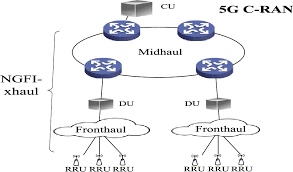 CU
5G C-RAN
Midhaul
NGFI-
xhaul
DU
DU
Fronthaul
Fronthaul
RRU RRU RRU
RRU RRU RRU